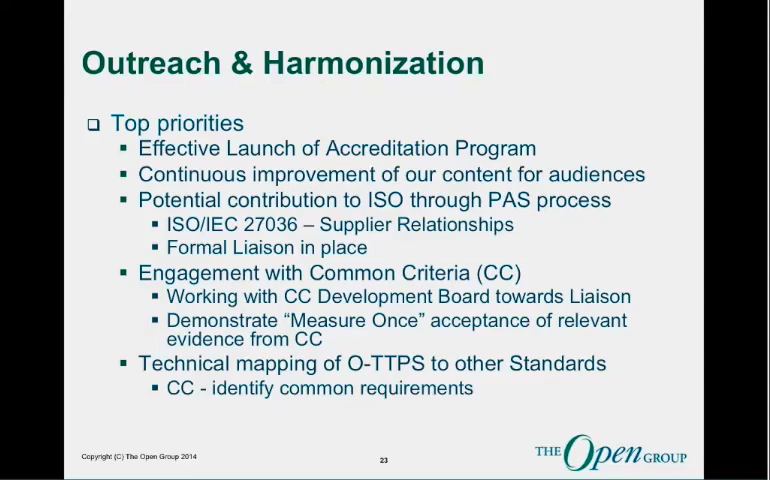 Outreach & Harmonization
Top priorities
Effective Launch of Accreditation Program
Continuous improvement of our content for audiences
Potential contribution to ISO through PAS process
ISO/IEC 27036 – Supplier Relationships
Formal Liaison in place
Engagement with Common Criteria (CC)
Working with CC Development Board towards Liaison
Demonstrate “Measure Once” acceptance of relevant
evidence from CC
Technical mapping of O-TTPS to other Standards
CC - identify common requirements
Copyright (C) The Open Group 2014
23
THE Open GROUP